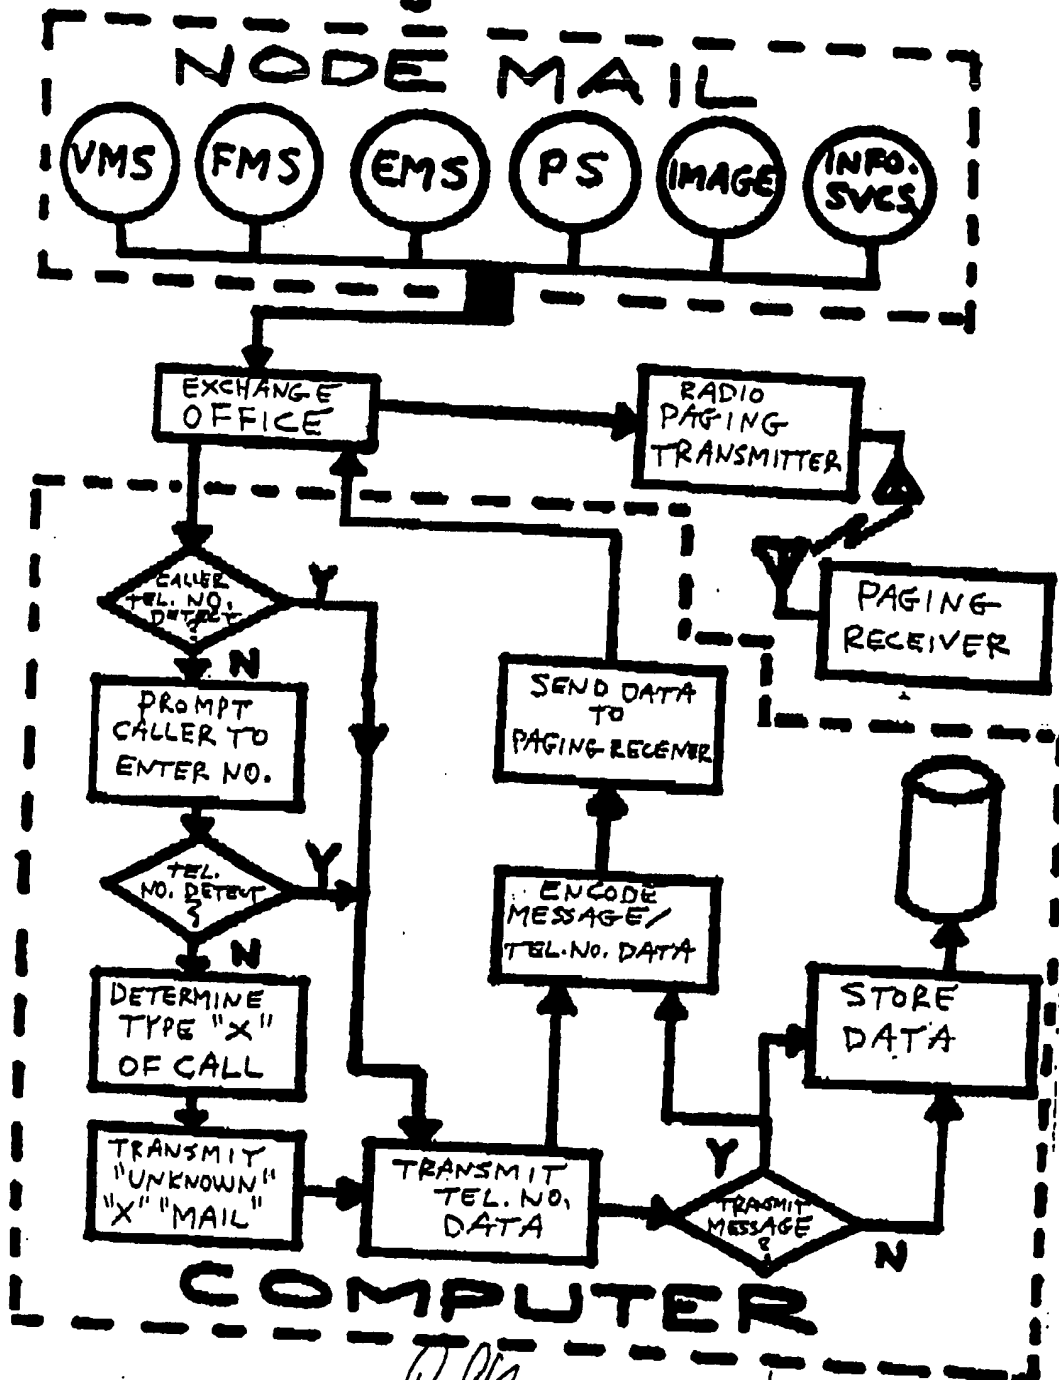 NODE MAIL
VMS
FMS
EMS
PS
IMAGE
INFO.
SVCS
EXCHANGE
OFFICE
RADIO
PAGING
TRANSMITTER
PAGING
RECEIVER
CALLER
TEL. NO.
DETECT
?
Y
N
PROMPT
CALLER TO
ENTER NO.
TEL.
NO. DETECT
?
Y
N
DETERMINE
TYPE "X"
OF CALL
TRANSMIT
"UNKNOWN"
"X" "MAIL"
TRANSMIT
TEL. NO.
DATA
SEND DATA
TO
PAGING RECEIVER
ENCODE
MESSAGE/
TEL. NO. DATA
TRANSMIT
MESSAGE
?
Y
N
STORE
DATA
COMPUTER